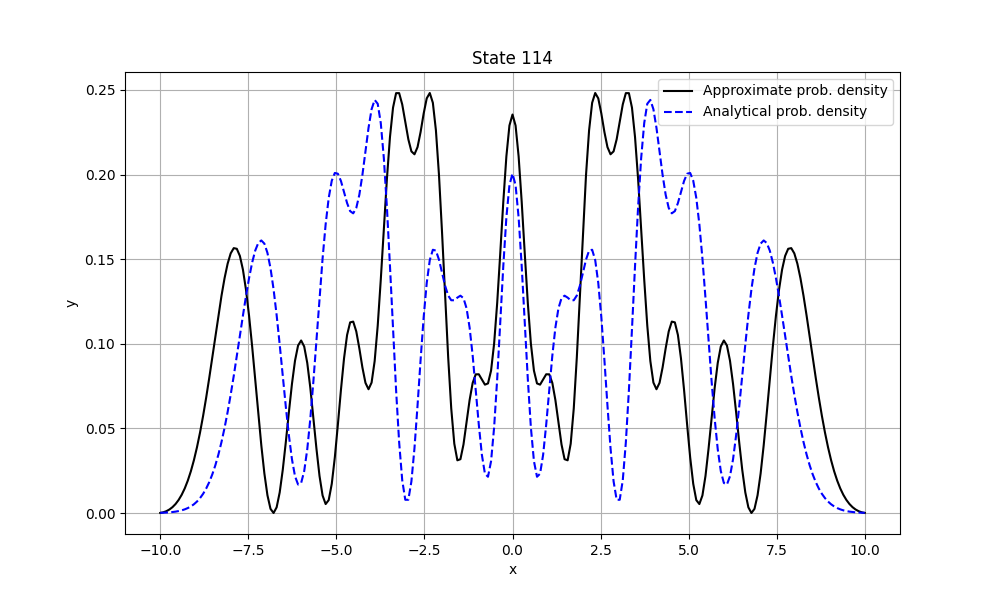 State 114
Approximate prob. density
Analytical prob. density
0.25
0.20
0.15
0.10
0.05
0.00
y
−10.0 −7.5 −5.0 −2.5 0.0 2.5 5.0 7.5 10.0
x